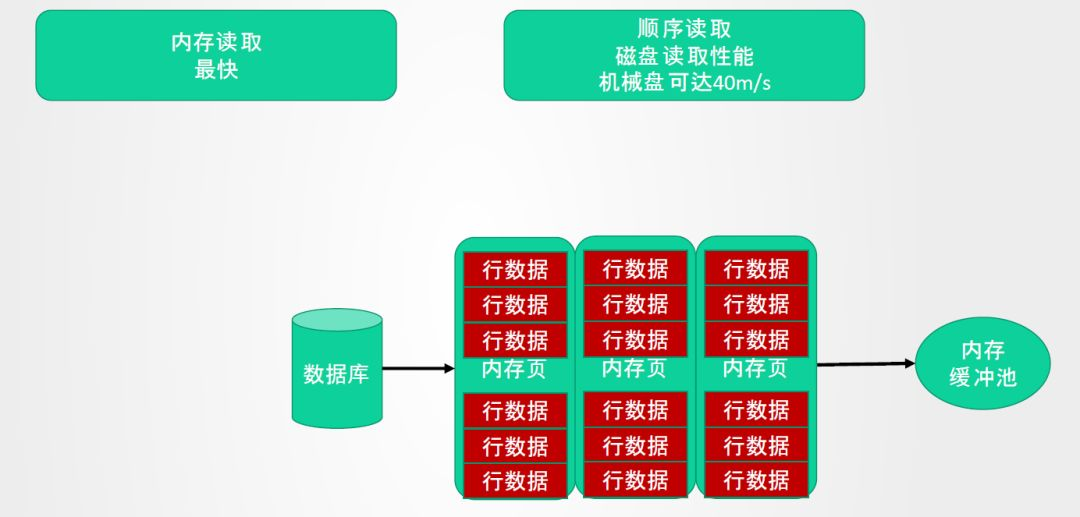 内存读取
最快
顺序读取
磁盘读取性能
机械盘可达40m/s
数据库
行数据
行数据
行数据
内存页
行数据
行数据
行数据
行数据
行数据
行数据
内存页
行数据
行数据
行数据
行数据
行数据
行数据
内存页
行数据
行数据
行数据
内存
缓冲池